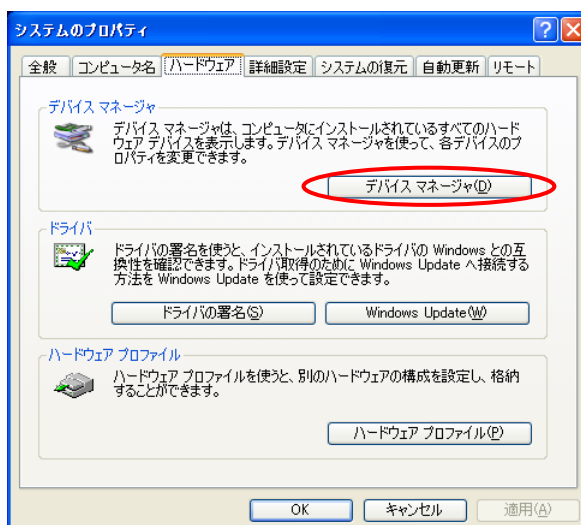 システムのプロパティ
全般 コンピュータ名 ハードウェア 詳細設定 システムの復元 自動更新 リモート
デバイス マネージャ
デバイス マネージャは、コンピュータにインストールされているすべてのハード
ウェア デバイスを表示します。デバイス マネージャを使って、各デバイスのプ
ロパティを変更できます。
デバイス マネージャ(D)
ドライバ
ドライバの署名を使うと、インストールされているドライバの Windows との互
換性を確認できます。ドライバ取得のために Windows Update へ接続する
方法を Windows Update を使って設定できます。
ドライバの署名(S) Windows Update(W)
ハードウェア プロファイル
ハードウェア プロファイルを使うと、別のハードウェアの構成を設定し、格納
することができます。
ハードウェア プロファイル(P)
OK キャンセル 適用(A)